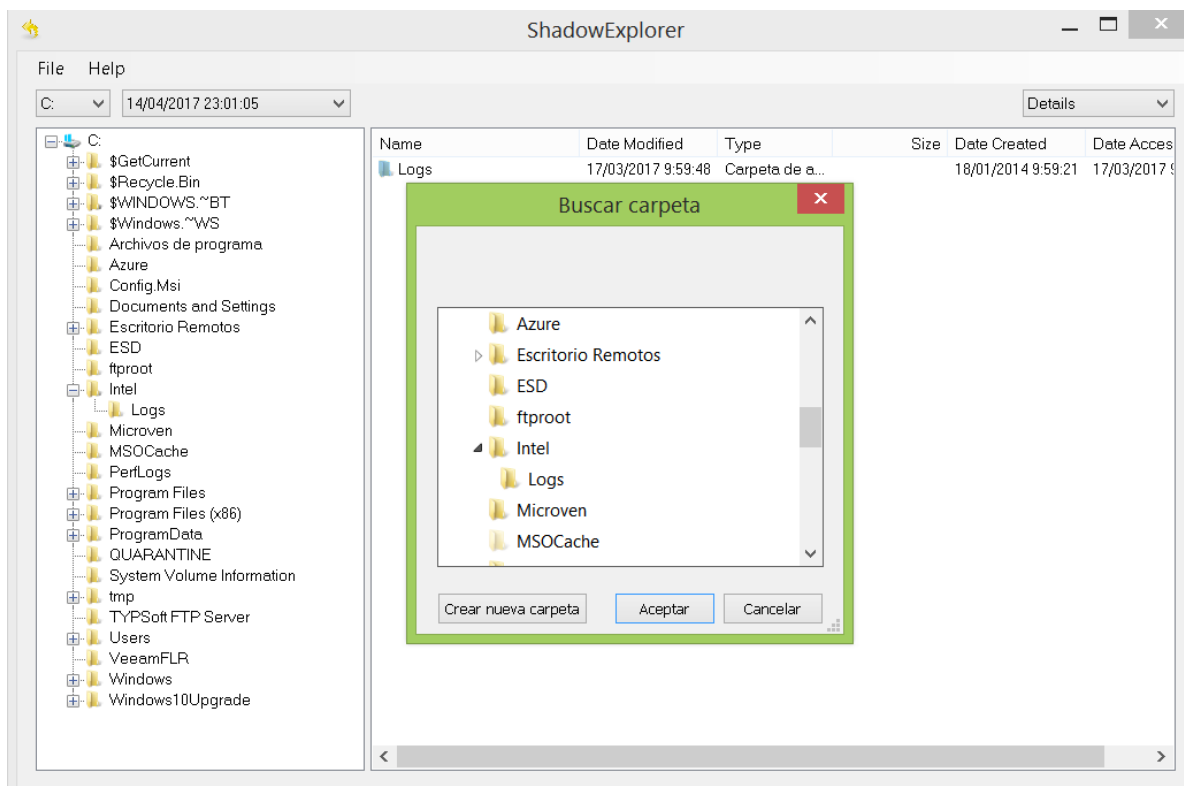 ShadowExplorer
File Help
C: 14/04/2017 23:01:05 Details
C:
$GetCurrent
$Recycle.Bin
$WINDOWS.~BT
$Windows.~WS
Archivos de programa
Azure
Config.Msi
Documents and Settings
Escritorio Remotos
ESD
ftproot
Intel
Logs
Microven
MSOCache
PerfLogs
Program Files
Program Files (x86)
ProgramData
QUARANTINE
System Volume Information
tmp
TYPSoft FTP Server
Users
VeeamFLR
Windows
Windows10Upgrade
Name Date Modified Type Size Date Created Date Acces
Logs 17/03/2017 9:59:48 Carpeta de a... 18/01/2014 9:59:21 17/03/2017
Buscar carpeta
Azure
Escritorio Remotos
ESD
ftproot
Intel
Logs
Microven
MSOCache
Crear nueva carpeta Aceptar Cancelar